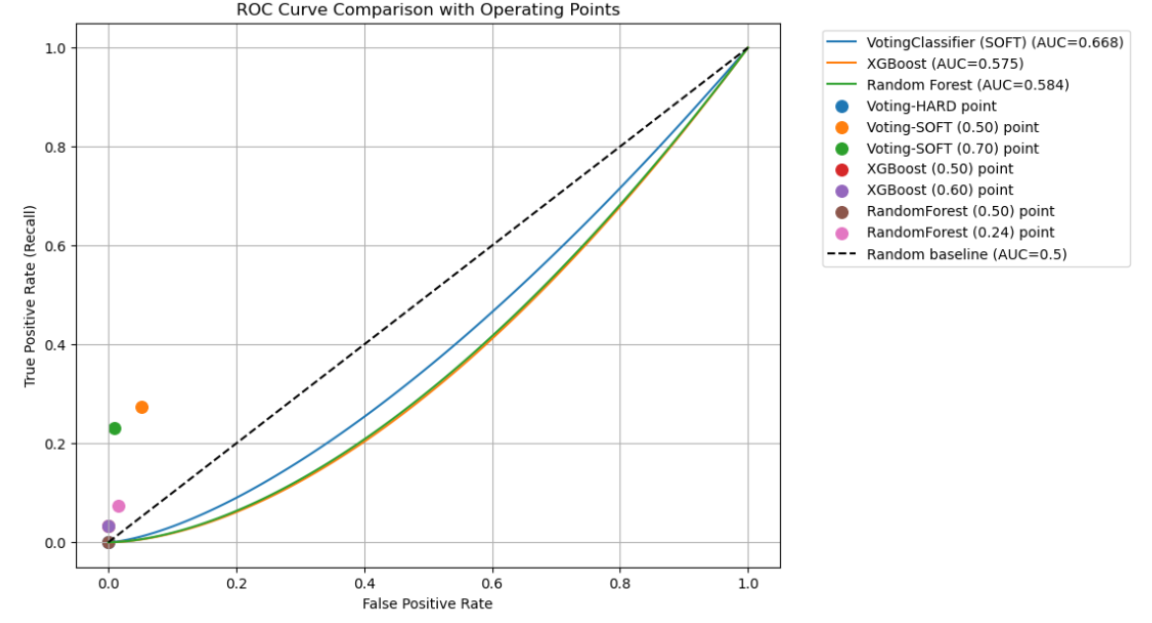 ROC Curve Comparison with Operating Points
1.0
0.8
0.6
0.4
0.2
0.0
True Positive Rate (Recall)
0.0 0.2 0.4 0.6 0.8 1.0
False Positive Rate
VotingClassifier (SOFT) (AUC=0.668)
XGBoost (AUC=0.575)
Random Forest (AUC=0.584)
Voting-HARD point
Voting-SOFT (0.50) point
Voting-SOFT (0.70) point
XGBoost (0.50) point
XGBoost (0.60) point
RandomForest (0.50) point
RandomForest (0.24) point
Random baseline (AUC=0.5)